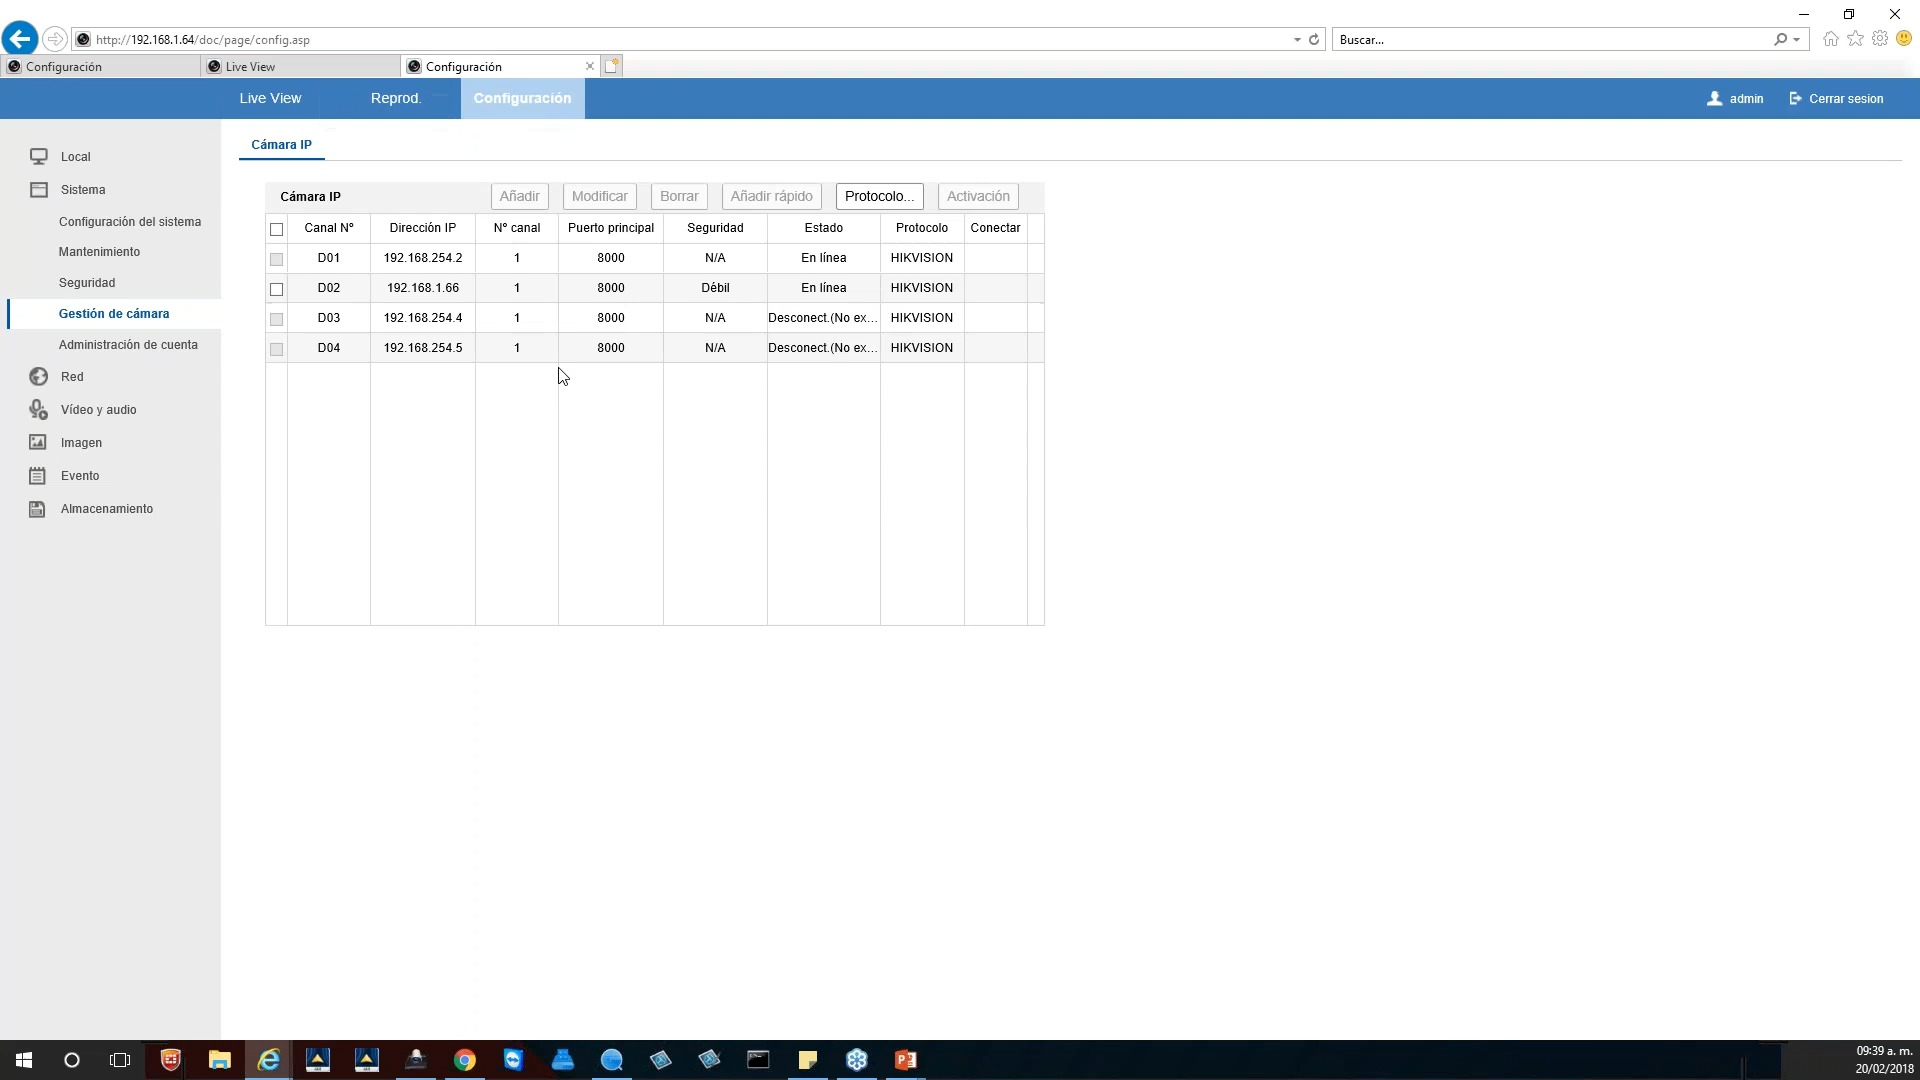 http://192.168.1.64/doc/page/config.asp
Buscar...
Configuración
Live View
Configuración
Live View
Reprod.
Configuración
admin
Cerrar sesion
Local
Sistema
Configuración del sistema
Mantenimiento
Seguridad
Gestión de cámara
Administración de cuenta
Red
Vídeo y audio
Imagen
Evento
Almacenamiento
Cámara IP
Cámara IP Añadir Modificar Borrar Añadir rápido Protocolo... Activación
Canal Nº Dirección IP Nº canal Puerto principal Seguridad Estado Protocolo Conectar
D01 192.168.254.2 1 8000 N/A En línea HIKVISION
D02 192.168.1.66 1 8000 Débil En línea HIKVISION
D03 192.168.254.4 1 8000 N/A Desconect.(No ex... HIKVISION
D04 192.168.254.5 1 8000 N/A Desconect.(No ex... HIKVISION
09:39 a. m.
20/02/2018